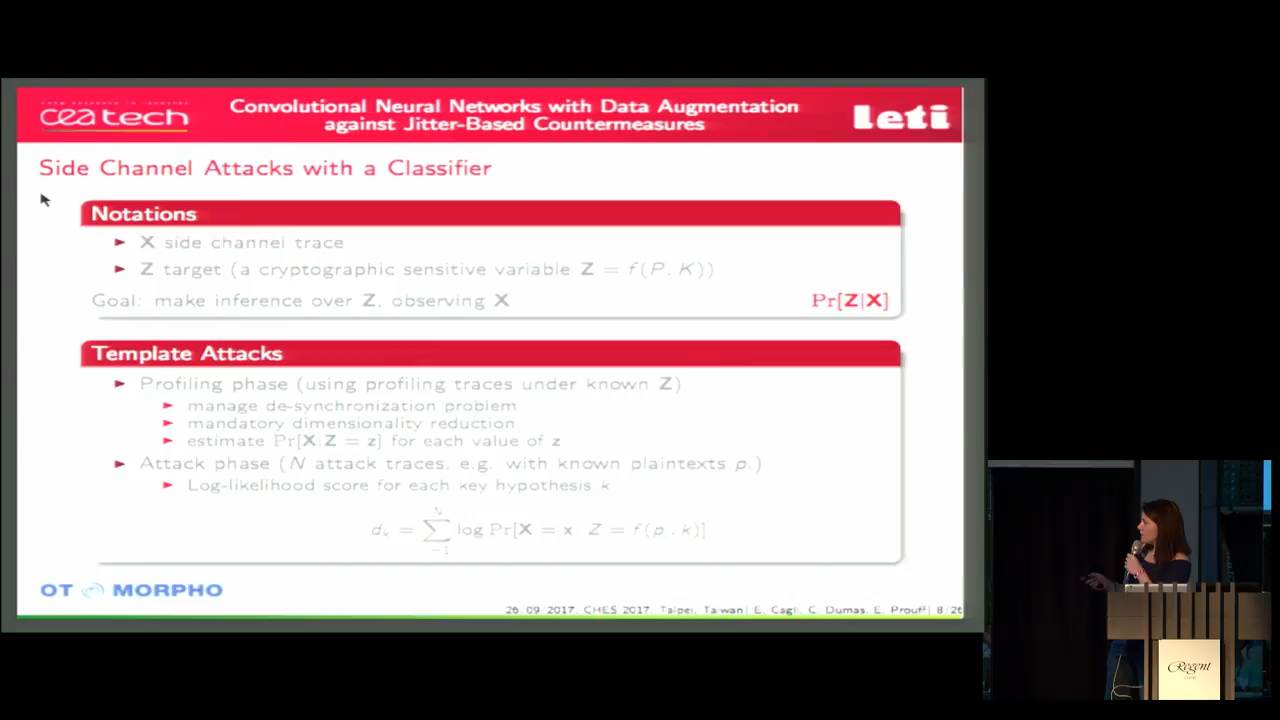 cea tech
Convolutional Neural Networks with Data Augmentation
against Jitter-Based Countermeasures
leti
Side Channel Attacks with a Classifier
Notations
► X side channel trace
► Z target (a cryptographic sensitive variable Z = f(P, K))
Goal: make inference over Z, observing X Pr[Z|X]
Template Attacks
► Profiling phase (using profiling traces under known Z)
► manage de-synchronization problem
► mandatory dimensionality reduction
► estimate Pr[X|Z = z] for each value of z
► Attack phase (N attack traces, e.g. with known plaintexts pᵢ)
► Log-likelihood score for each key hypothesis k
N
dₖ = ∑ log Pr[X = x Z = f(p, k)]
OT MORPHO
26/09/2017, CHES 2017, Taipei, Taiwan| E. Cagli, C. Dumas, E. Prouff| 8/26
Regent